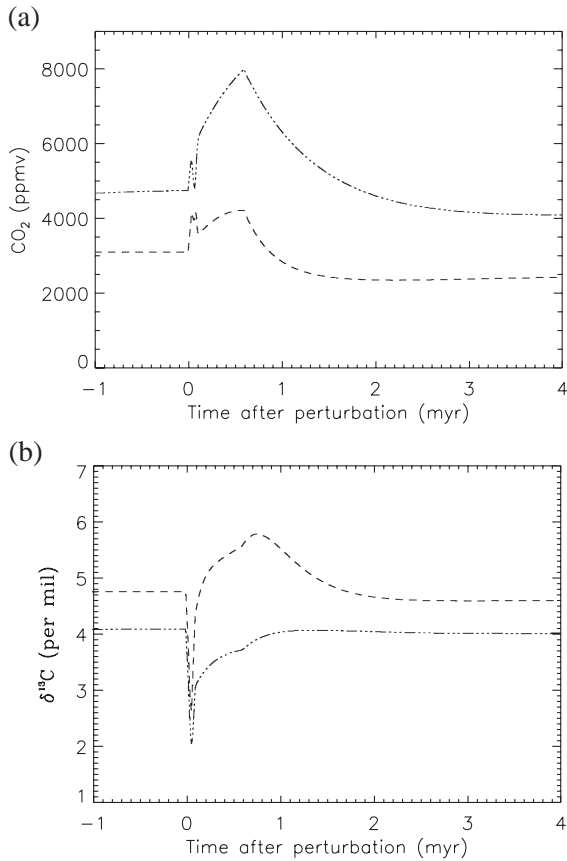 (a)
8000
6000
4000
2000
0
CO₂ (ppmv)
−1 0 1 2 3 4
Time after perturbation (myr)
(b)
7
6
5
4
3
2
1
δ¹³C (per mil)
−1 0 1 2 3 4
Time after perturbation (myr)